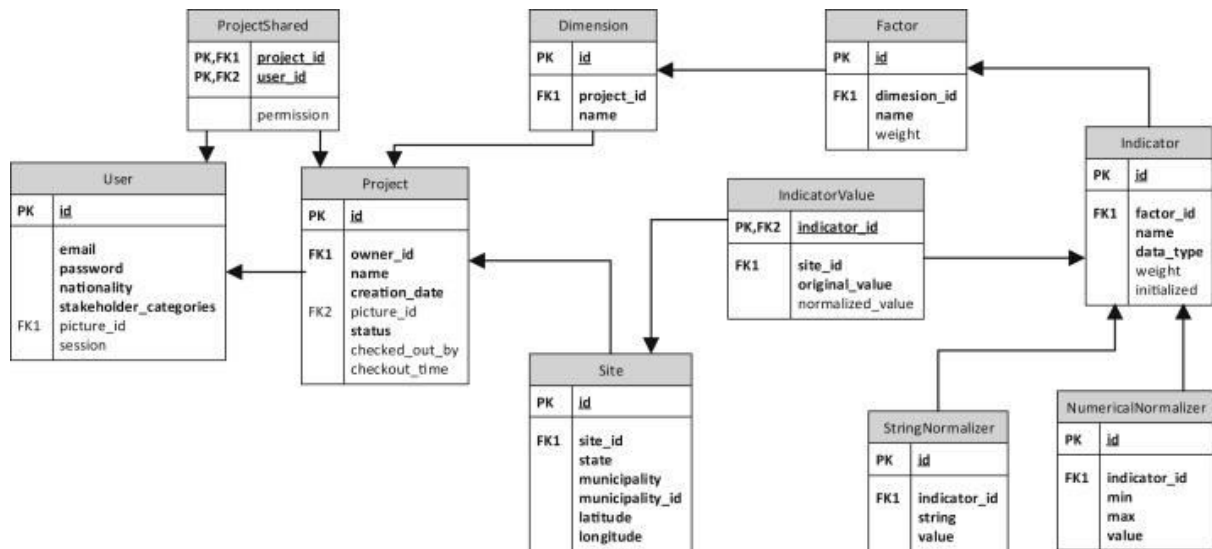 ProjectShared
PK,FK1 project_id
PK,FK2 user_id
permission
Dimension
PK id
FK1 project_id
name
Factor
PK id
FK1 dimesion_id
name
weight
Indicator
PK id
FK1 factor_id
name
data_type
weight
initialized
User
PK id
email
password
nationality
stakeholder_categories
FK1 picture_id
session
Project
PK id
FK1 owner_id
name
creation_date
FK2 picture_id
status
checked_out_by
checkout_time
IndicatorValue
PK,FK2 indicator_id
FK1 site_id
original_value
normalized_value
Site
PK id
FK1 site_id
state
municipality
municipality_id
latitude
longitude
StringNormalizer
PK id
FK1 indicator_id
string
value
NumericalNormalizer
PK id
FK1 indicator_id
min
max
value